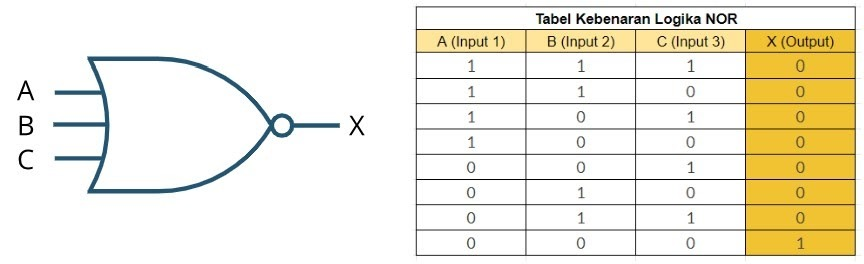 A
B
C
X
Tabel Kebenaran Logika NOR
A (Input 1) B (Input 2) C (Input 3) X (Output)
1 1 1 0
1 1 0 0
1 0 1 0
1 0 0 0
0 0 1 0
0 1 0 0
0 1 1 0
0 0 0 1